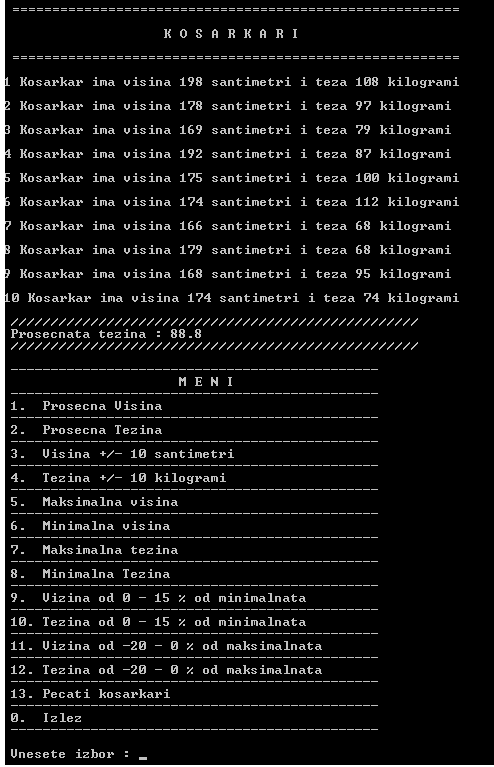 ========================================================
K O S A R K A R I
========================================================
1 Kosarkar ima visina 198 santimetri i teza 108 kilogrami
2 Kosarkar ima visina 178 santimetri i teza 97 kilogrami
3 Kosarkar ima visina 169 santimetri i teza 79 kilogrami
4 Kosarkar ima visina 192 santimetri i teza 87 kilogrami
5 Kosarkar ima visina 175 santimetri i teza 100 kilogrami
6 Kosarkar ima visina 174 santimetri i teza 112 kilogrami
7 Kosarkar ima visina 166 santimetri i teza 68 kilogrami
8 Kosarkar ima visina 179 santimetri i teza 68 kilogrami
9 Kosarkar ima visina 168 santimetri i teza 95 kilogrami
10 Kosarkar ima visina 174 santimetri i teza 74 kilogrami
///////////////////////////////////////////////////
Prosecnata tezina : 88.8
///////////////////////////////////////////////////
M E N I
1. Prosecna Visina
2. Prosecna Tezina
3. Visina +/- 10 santimetri
4. Tezina +/- 10 kilogrami
5. Maksimalna visina
6. Minimalna visina
7. Maksimalna tezina
8. Minimalna Tezina
9. Vizina od 0 - 15 % od minimalnata
10. Tezina od 0 - 15 % od minimalnata
11. Vizina od -20 - 0 % od maksimalnata
12. Tezina od -20 - 0 % od maksimalnata
13. Pecati kosarkari
0. Izlez
Vnesete izbor : _